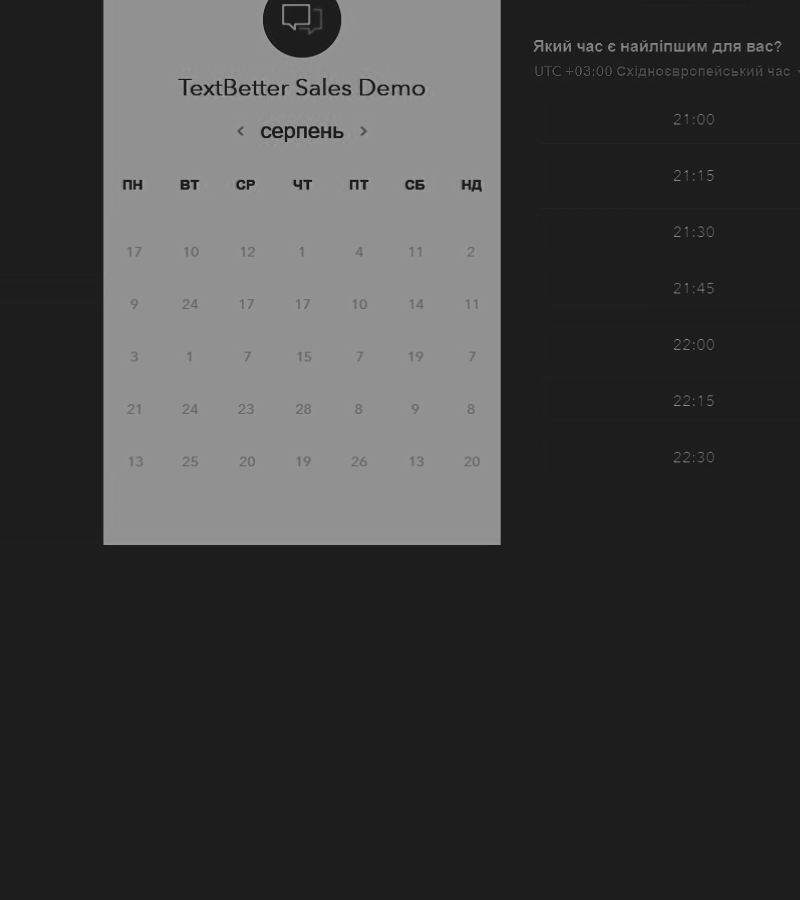 TextBetter Sales Demo
серпень
ПН ВТ СР ЧТ ПТ СБ НД
17 10 12 1 4 11 2
9 24 17 17 10 14 11
3 1 7 15 7 19 7
21 24 23 28 8 9 8
13 25 20 19 26 13 20
Який час є найліпшим для вас?
UTC +03:00 Східноєвропейський час
21:00
21:15
21:30
21:45
22:00
22:15
22:30